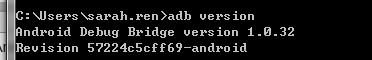 C:\Users\sarah.ren>adb version
Android Debug Bridge version 1.0.32
Revision 57224c5cff69-android